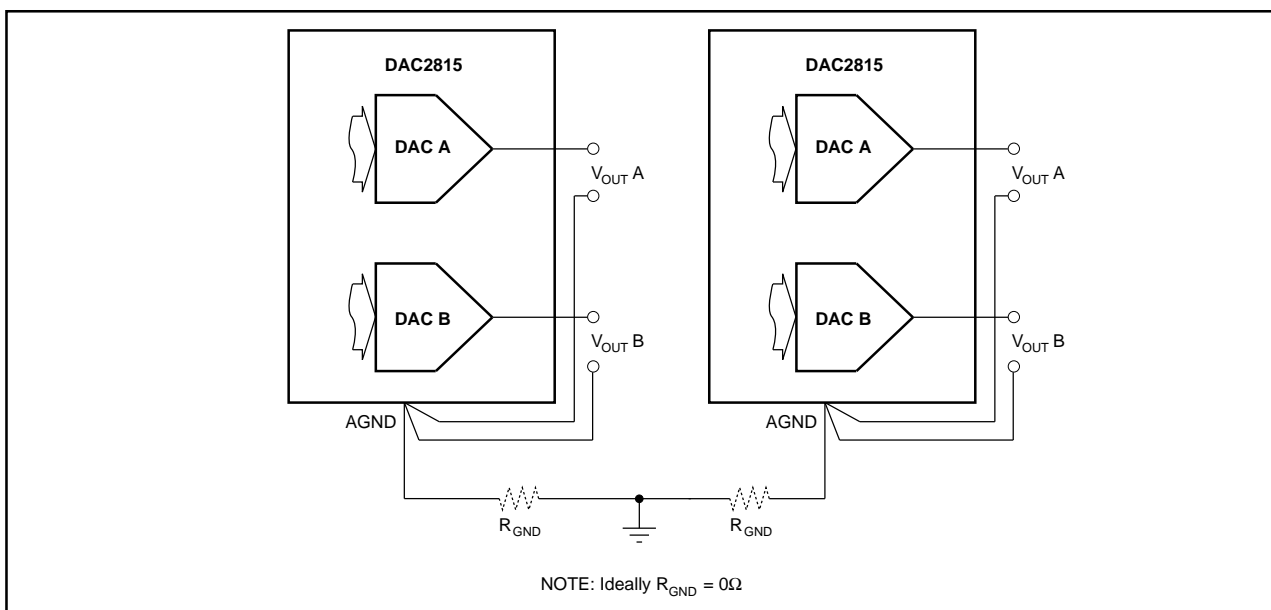 DAC2815
DAC A
V_OUT A
DAC B
V_OUT B
AGND
DAC2815
DAC A
V_OUT A
DAC B
V_OUT B
AGND
R_GND
R_GND
NOTE: Ideally R_GND = 0Ω